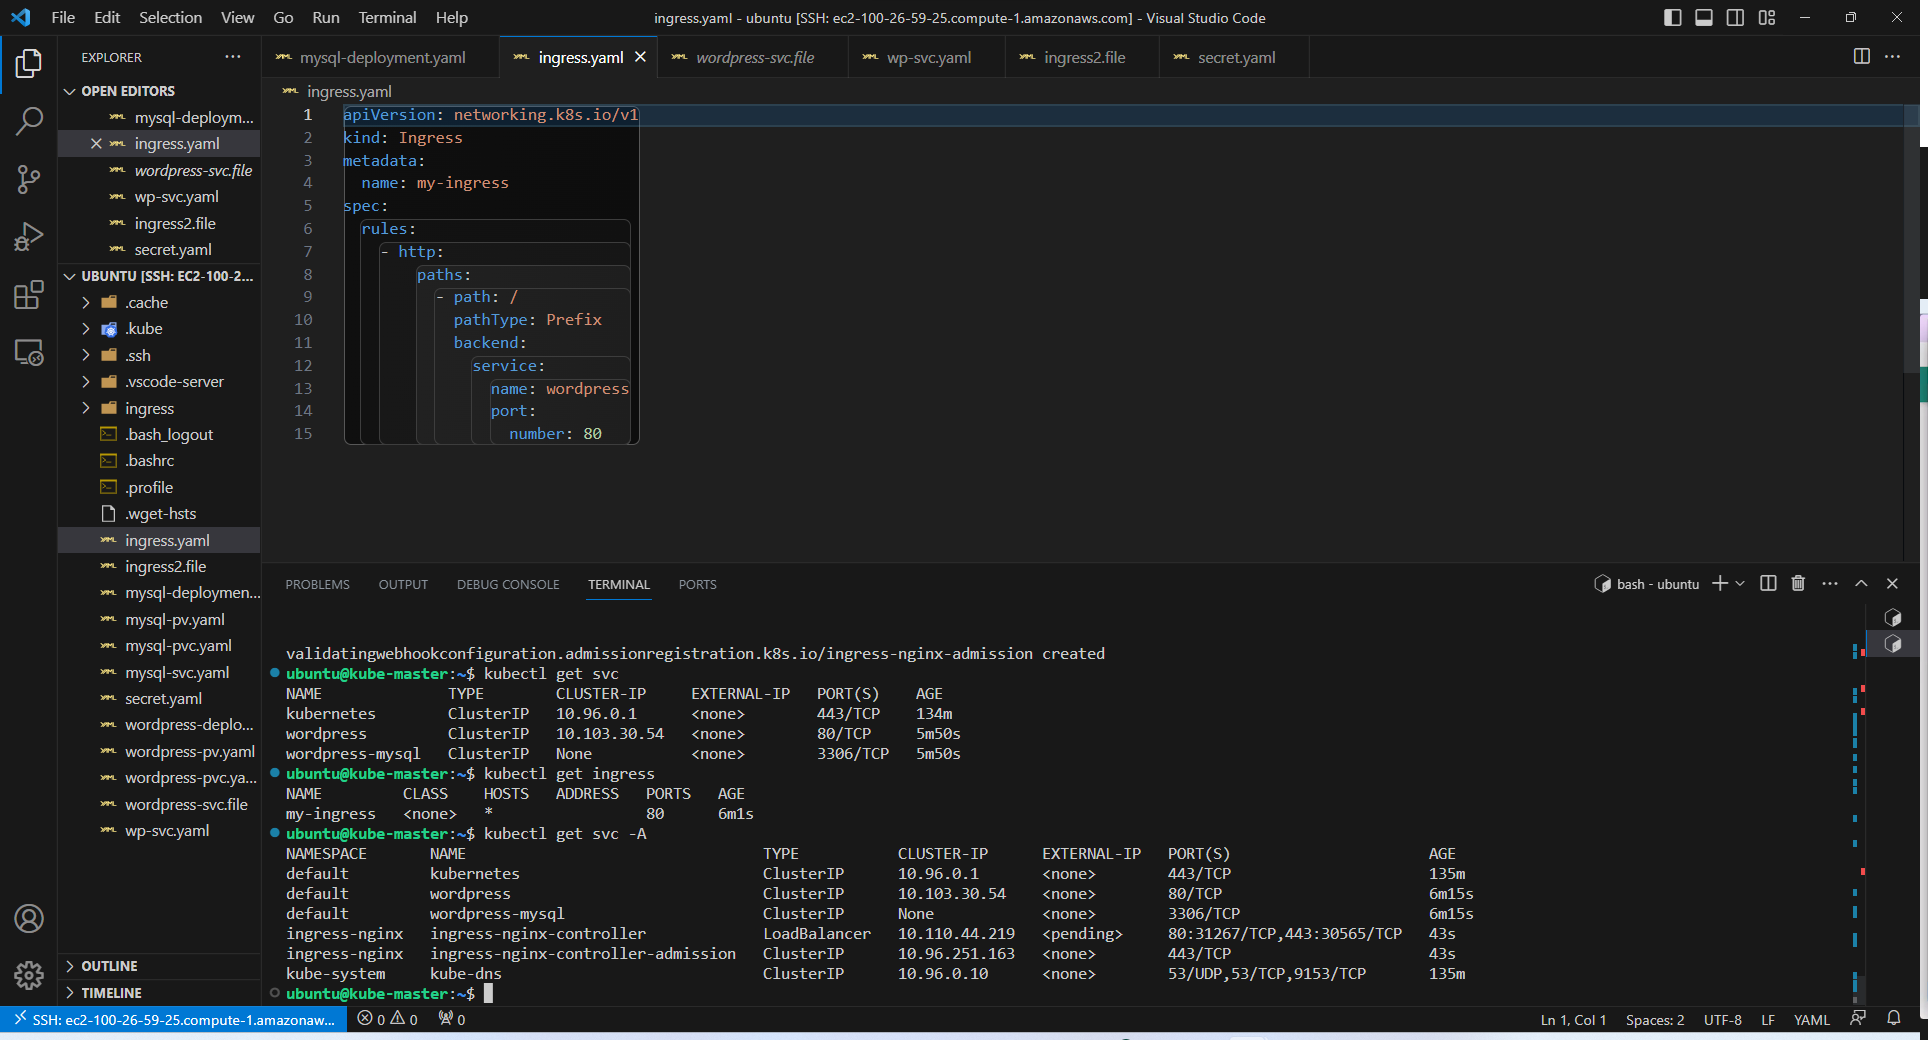 File Edit Selection View Go Run Terminal Help
ingress.yaml - ubuntu [SSH: ec2-100-26-59-25.compute-1.amazonaws.com] - Visual Studio Code
EXPLORER
OPEN EDITORS
mysql-deploym...
ingress.yaml
wordpress-svc.file
wp-svc.yaml
ingress2.file
secret.yaml
UBUNTU [SSH: EC2-100-2...
.cache
.kube
.ssh
.vscode-server
ingress
.bash_logout
.bashrc
.profile
.wget-hsts
ingress.yaml
ingress2.file
mysql-deploymen...
mysql-pv.yaml
mysql-pvc.yaml
mysql-svc.yaml
secret.yaml
wordpress-deplo...
wordpress-pv.yaml
wordpress-pvc.ya...
wordpress-svc.file
wp-svc.yaml
OUTLINE
TIMELINE
mysql-deployment.yaml ingress.yaml wordpress-svc.file wp-svc.yaml ingress2.file secret.yaml
ingress.yaml
1 apiVersion: networking.k8s.io/v1
2 kind: Ingress
3 metadata:
4   name: my-ingress
5 spec:
6   rules:
7     - http:
8         paths:
9           - path: /
10             pathType: Prefix
11             backend:
12               service:
13                 name: wordpress
14                 port:
15                   number: 80
PROBLEMS OUTPUT DEBUG CONSOLE TERMINAL PORTS
bash - ubuntu
validatingwebhookconfiguration.admissionregistration.k8s.io/ingress-nginx-admission created
ubuntu@kube-master:~$ kubectl get svc
NAME TYPE CLUSTER-IP EXTERNAL-IP PORT(S) AGE
kubernetes ClusterIP 10.96.0.1 <none> 443/TCP 134m
wordpress ClusterIP 10.103.30.54 <none> 80/TCP 5m50s
wordpress-mysql ClusterIP None <none> 3306/TCP 5m50s
ubuntu@kube-master:~$ kubectl get ingress
NAME CLASS HOSTS ADDRESS PORTS AGE
my-ingress <none> * 80 6m1s
ubuntu@kube-master:~$ kubectl get svc -A
NAMESPACE NAME TYPE CLUSTER-IP EXTERNAL-IP PORT(S) AGE
default kubernetes ClusterIP 10.96.0.1 <none> 443/TCP 135m
default wordpress ClusterIP 10.103.30.54 <none> 80/TCP 6m15s
default wordpress-mysql ClusterIP None <none> 3306/TCP 6m15s
ingress-nginx ingress-nginx-controller LoadBalancer 10.110.44.219 <pending> 80:31267/TCP,443:30565/TCP 43s
ingress-nginx ingress-nginx-controller-admission ClusterIP 10.96.251.163 <none> 443/TCP 43s
kube-system kube-dns ClusterIP 10.96.0.10 <none> 53/UDP,53/TCP,9153/TCP 135m
ubuntu@kube-master:~$
SSH: ec2-100-26-59-25.compute-1.amazonaw... 0 0 0 Ln 1, Col 1 Spaces: 2 UTF-8 LF YAML